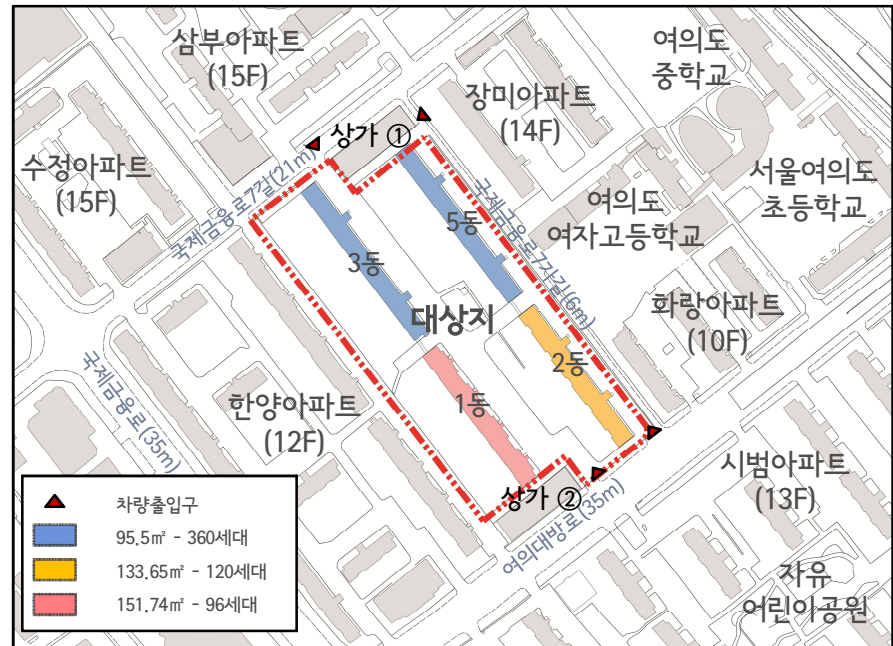 삼부아파트
(15F)
여의도
중학교
장미아파트
(14F)
상가 ①
수정아파트
(15F)
국제금융로7길(21m)
서울여의도
초등학교
여의도
여자고등학교
국제금융로7가길(6m)
5동
3동
화랑아파트
(10F)
대상지
2동
1동
국제금융로(35m)
한양아파트
(12F)
시범아파트
(13F)
상가 ②
여의대방로(35m)
자유
어린이공원
차량출입구
95.5㎡ - 360세대
133.65㎡ - 120세대
151.74㎡ - 96세대